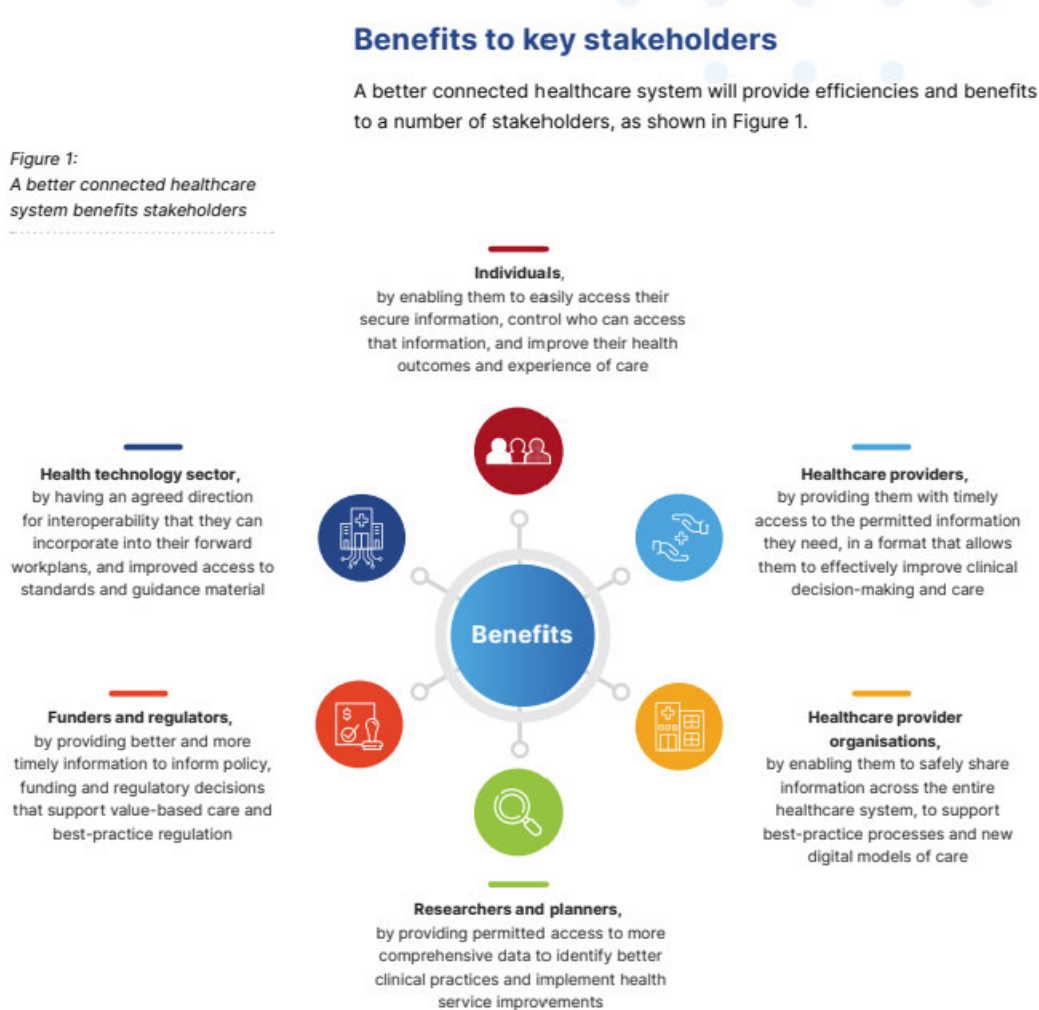 Benefits to key stakeholders
A better connected healthcare system will provide efficiencies and benefits
to a number of stakeholders, as shown in Figure 1.
Figure 1:
A better connected healthcare
system benefits stakeholders
Individuals,
by enabling them to easily access their
secure information, control who can access
that information, and improve their health
outcomes and experience of care
Healthcare providers,
by providing them with timely
access to the permitted information
they need, in a format that allows
them to effectively improve clinical
decision-making and care
Healthcare provider
organisations,
by enabling them to safely share
information across the entire
healthcare system, to support
best-practice processes and new
digital models of care
Researchers and planners,
by providing permitted access to more
comprehensive data to identify better
clinical practices and implement health
service improvements
Funders and regulators,
by providing better and more
timely information to inform policy,
funding and regulatory decisions
that support value-based care and
best-practice regulation
Health technology sector,
by having an agreed direction
for interoperability that they can
incorporate into their forward
workplans, and improved access to
standards and guidance material
Benefits
$